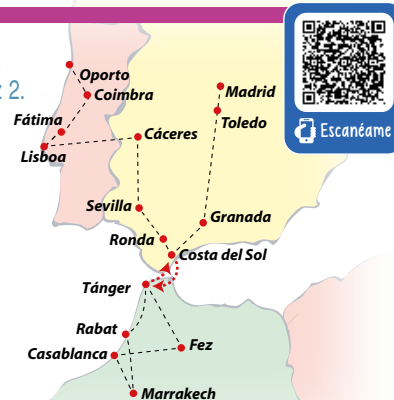 z 2.
Oporto
Coimbra
Madrid
Toledo
Fátima
Cáceres
Lisboa
Sevilla
Granada
Ronda
Costa del Sol
Tánger
Rabat
Casablanca
Fez
Marrakech
Escanéame